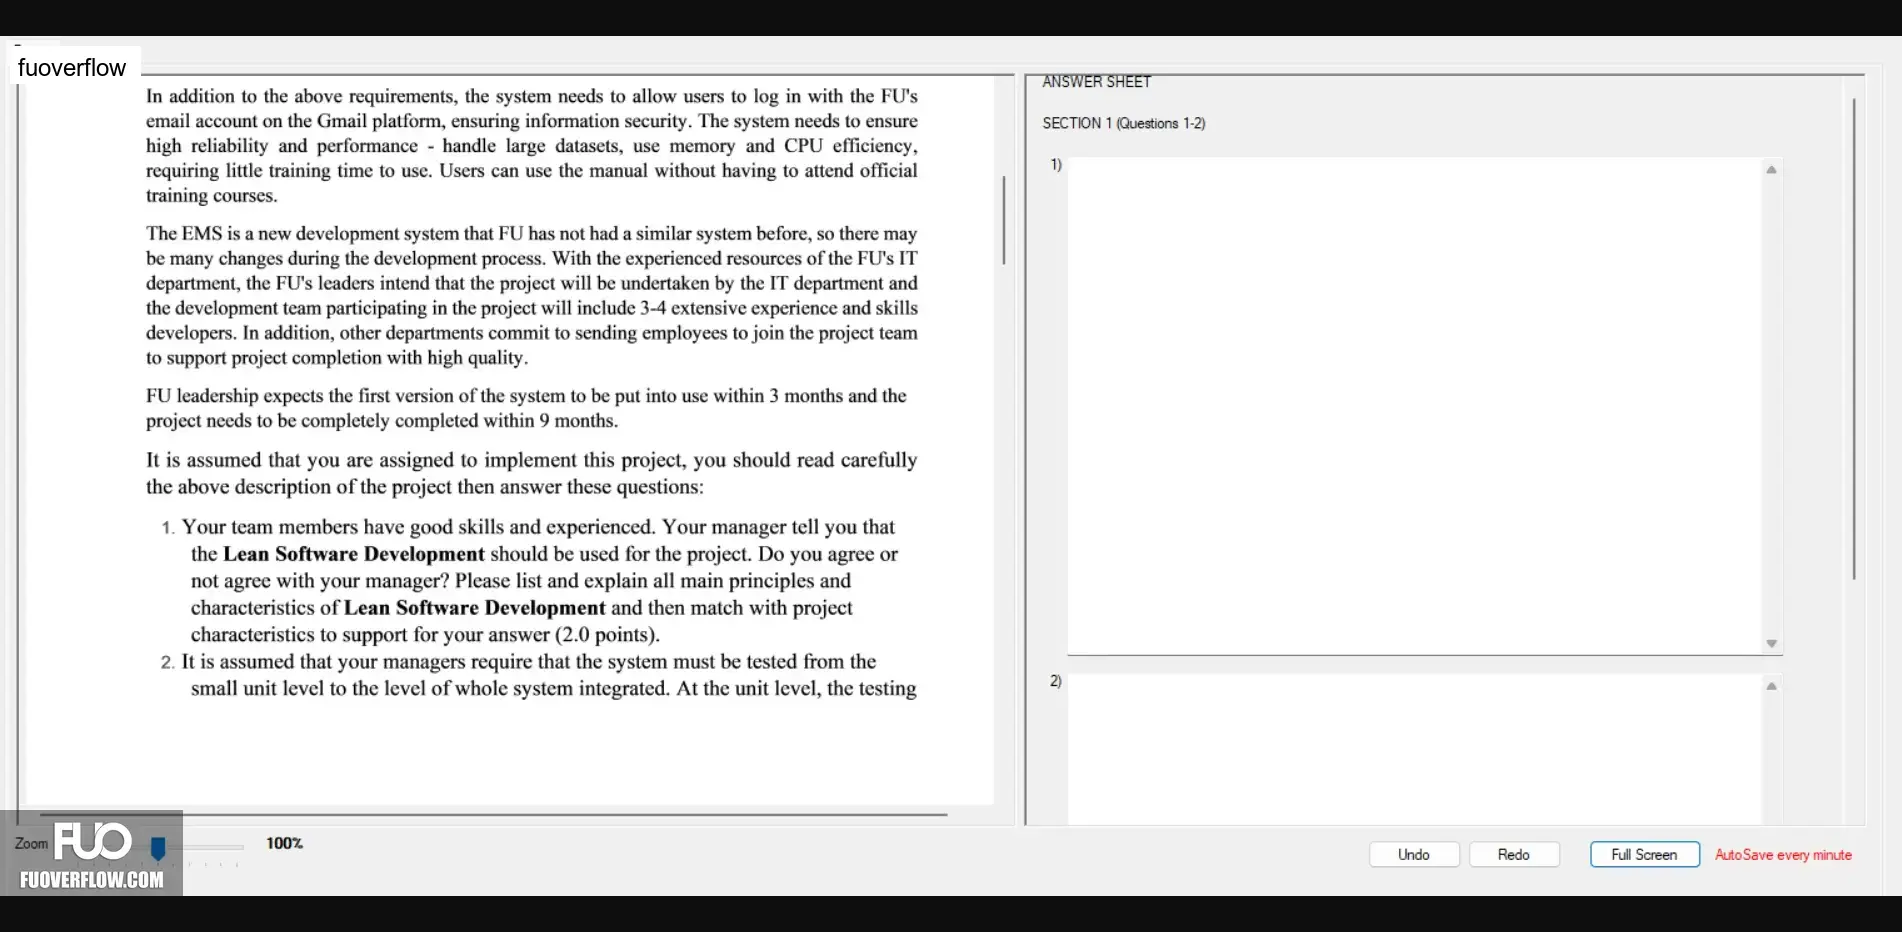 fuoverflow
In addition to the above requirements, the system needs to allow users to log in with the FU's
email account on the Gmail platform, ensuring information security. The system needs to ensure
high reliability and performance - handle large datasets, use memory and CPU efficiency,
requiring little training time to use. Users can use the manual without having to attend official
training courses.
The EMS is a new development system that FU has not had a similar system before, so there may
be many changes during the development process. With the experienced resources of the FU's IT
department, the FU's leaders intend that the project will be undertaken by the IT department and
the development team participating in the project will include 3-4 extensive experience and skills
developers. In addition, other departments commit to sending employees to join the project team
to support project completion with high quality.
FU leadership expects the first version of the system to be put into use within 3 months and the
project needs to be completely completed within 9 months.
It is assumed that you are assigned to implement this project, you should read carefully
the above description of the project then answer these questions:
1. Your team members have good skills and experienced. Your manager tell you that
the Lean Software Development should be used for the project. Do you agree or
not agree with your manager? Please list and explain all main principles and
characteristics of Lean Software Development and then match with project
characteristics to support for your answer (2.0 points).
2. It is assumed that your managers require that the system must be tested from the
small unit level to the level of whole system integrated. At the unit level, the testing
ANSWER SHEET
SECTION 1 (Questions 1-2)
1)
2)
Zoom
FUO
FUOVERFLOW.COM
100%
Undo
Redo
Full Screen
AutoSave every minute